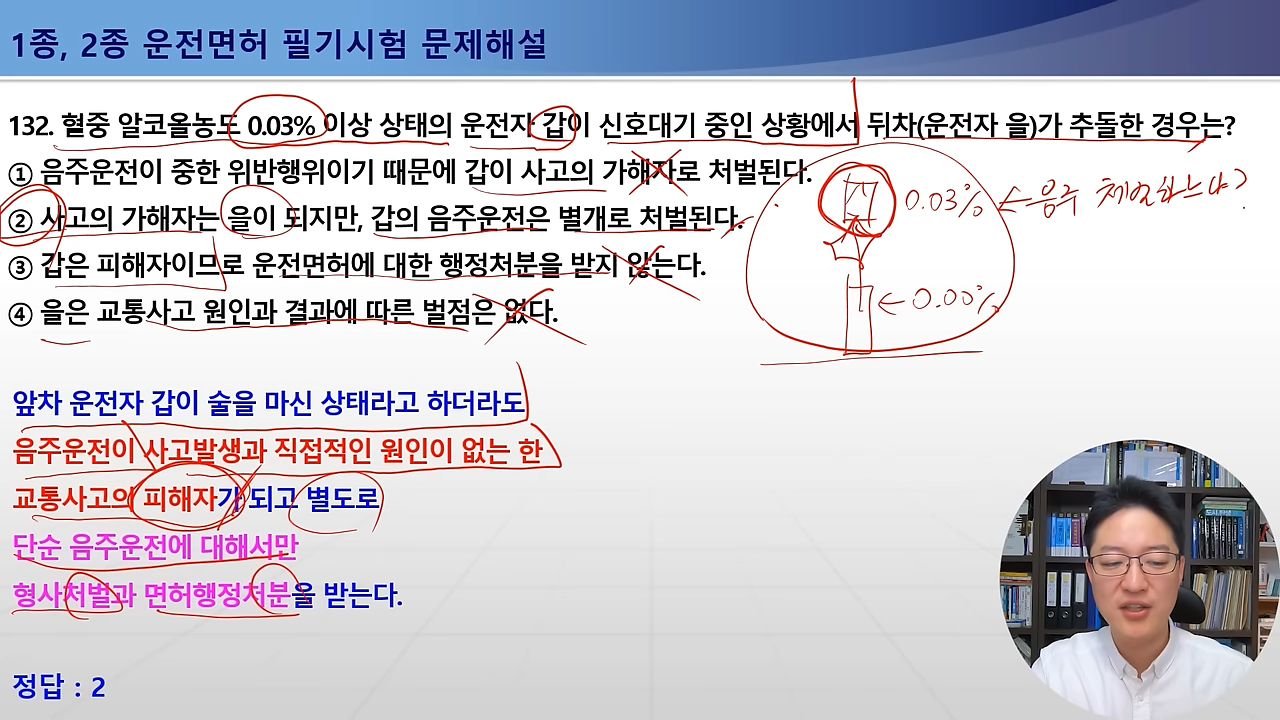 1종, 2종 운전면허 필기시험 문제해설
132. 혈중 알코올농도 0.03% 이상 상태의 운전자 갑이 신호대기 중인 상황에서 뒤차(운전자 을)가 추돌한 경우는?
① 음주운전이 중한 위반행위이기 때문에 갑이 사고의 가해자로 처벌된다.
② 사고의 가해자는 을이 되지만, 갑의 음주운전은 별개로 처벌된다.
③ 갑은 피해자이므로 운전면허에 대한 행정처분을 받지 않는다.
④ 을은 교통사고 원인과 결과에 따른 벌점은 없다.
0.03% ← 음주
갑
← 0.00%
앞차 운전자 갑이 술을 마신 상태라고 하더라도
음주운전이 사고발생과 직접적인 원인이 없는 한
교통사고의 피해자가 되고 별도로
단순 음주운전에 대해서만
형사처벌과 면허행정처분을 받는다.
정답 : 2